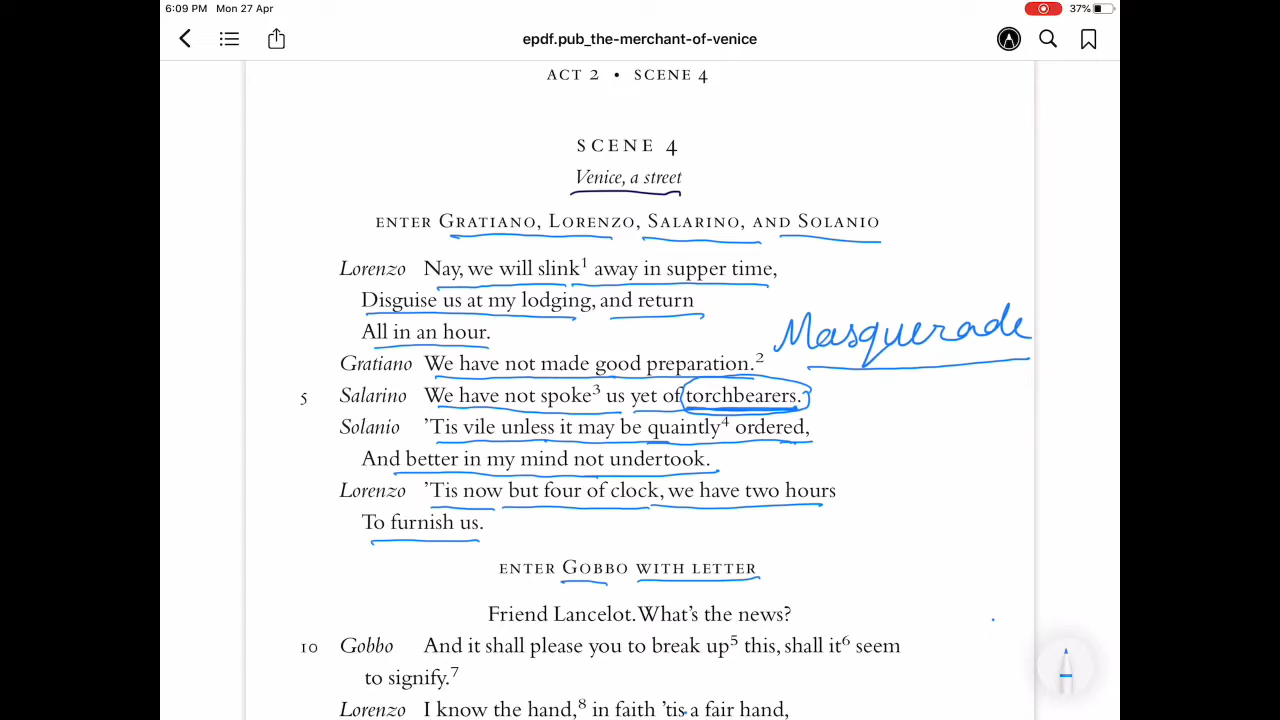 6:09 PM Mon 27 Apr 37%
epdf.pub_the-merchant-of-venice
ACT 2 • SCENE 4
SCENE 4
Venice, a street
ENTER GRATIANO, LORENZO, SALARINO, AND SOLANIO
Lorenzo Nay, we will slink1 away in supper time,
Disguise us at my lodging, and return
All in an hour.
Masquerade
Gratiano We have not made good preparation.2
5 Salarino We have not spoke3 us yet of torchbearers.
Solanio ’Tis vile unless it may be quaintly4 ordered,
And better in my mind not undertook.
Lorenzo ’Tis now but four of clock, we have two hours
To furnish us.
ENTER GOBBO WITH LETTER
Friend Lancelot. What’s the news?
10 Gobbo And it shall please you to break up5 this, shall it6 seem
to signify.7
Lorenzo I know the hand,8 in faith ’tis a fair hand,